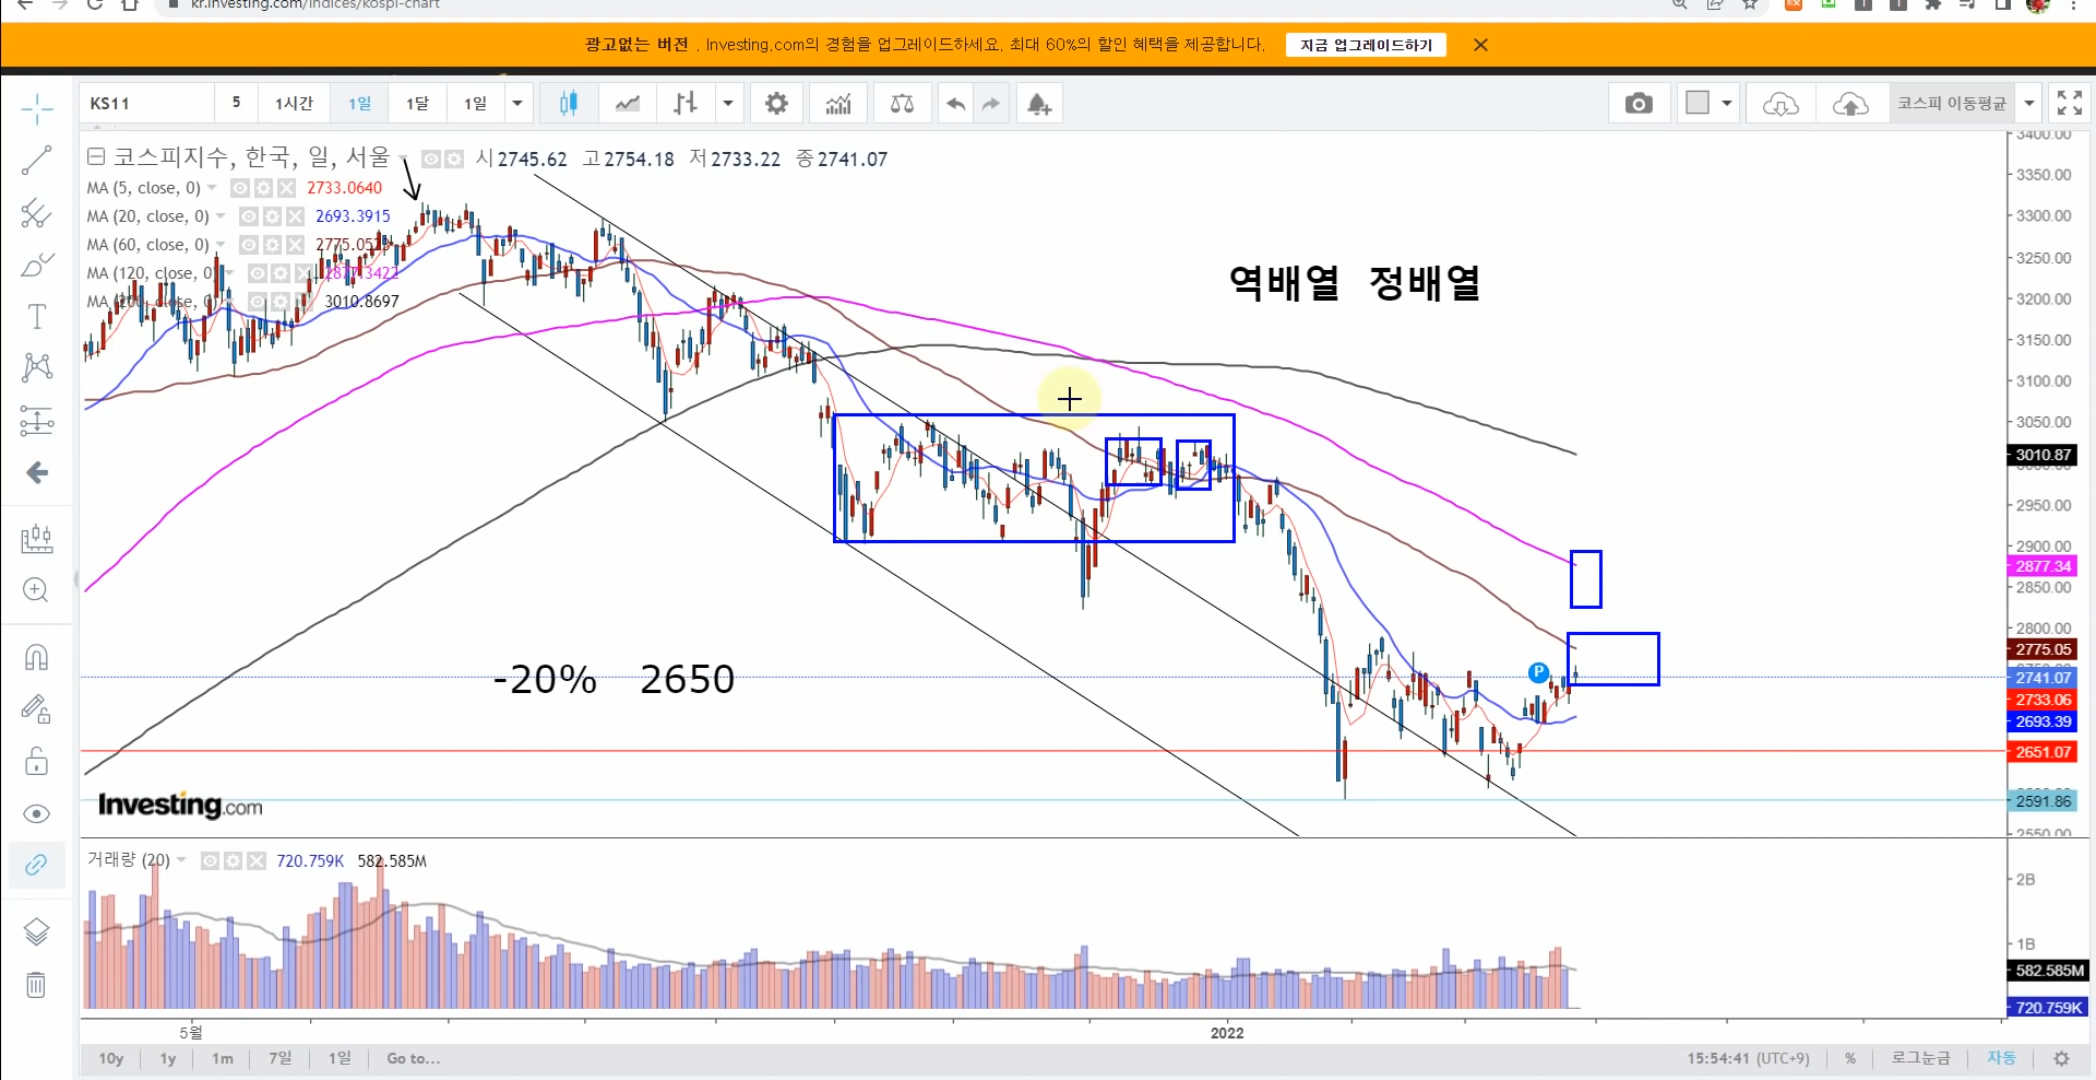 kr.investing.com/indices/kospi-chart
광고없는 버전 . Investing.com의 경험을 업그레이드하세요. 최대 60%의 할인 혜택을 제공합니다. 지금 업그레이드하기
KS11 5 1시간 1일 1달 1일 코스피 이동평균
코스피지수, 한국, 일, 서울 시2745.62 고2754.18 저2733.22 종2741.07
MA (5, close, 0) 2733.0640
MA (20, close, 0) 2693.3915
MA (60, close, 0)
MA (120, close, 0) 2877.3422
close, 0) 3010.8697
역배열 정배열
-20% 2650
3400.00
3350.00
3300.00
3250.00
3200.00
3150.00
3100.00
3050.00
3010.87
2950.00
2900.00
2877.34
2850.00
2800.00
2775.05
2741.07
2733.06
2693.39
2651.07
2591.86
2550.00
Investing.com
거래량 (20) 720.759K 582.585M
2B
1B
582.585M
720.759K
5월 2022
10y 1y 1m 7일 1일 Go to... 15:54:41 (UTC+9) % 로그눈금 자동